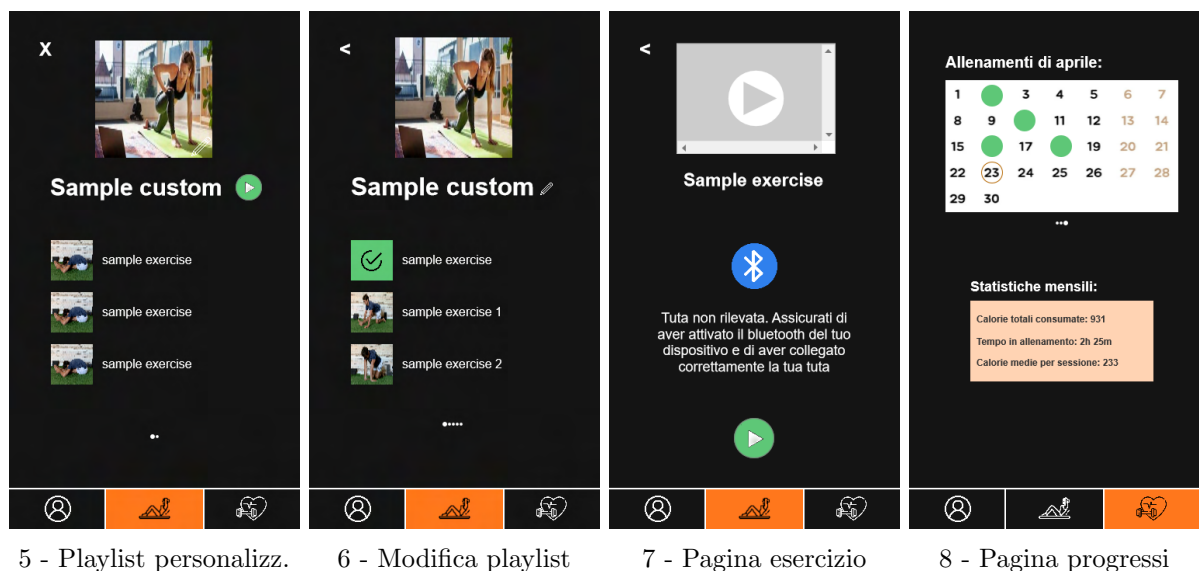 X
Sample custom
sample exercise
sample exercise
sample exercise
5 - Playlist personalizz.
<
Sample custom
sample exercise
sample exercise 1
sample exercise 2
6 - Modifica playlist
<
Sample exercise
Tuta non rilevata. Assicurati di
aver attivato il bluetooth del tuo
dispositivo e di aver collegato
correttamente la tua tuta
7 - Pagina esercizio
Allenamenti di aprile:
1 3 4 5 6 7
8 9 11 12 13 14
15 17 19 20 21
22 23 24 25 26 27 28
29 30
Statistiche mensili:
Calorie totali consumate: 931
Tempo in allenamento: 2h 25m
Calorie medie per sessione: 233
8 - Pagina progressi